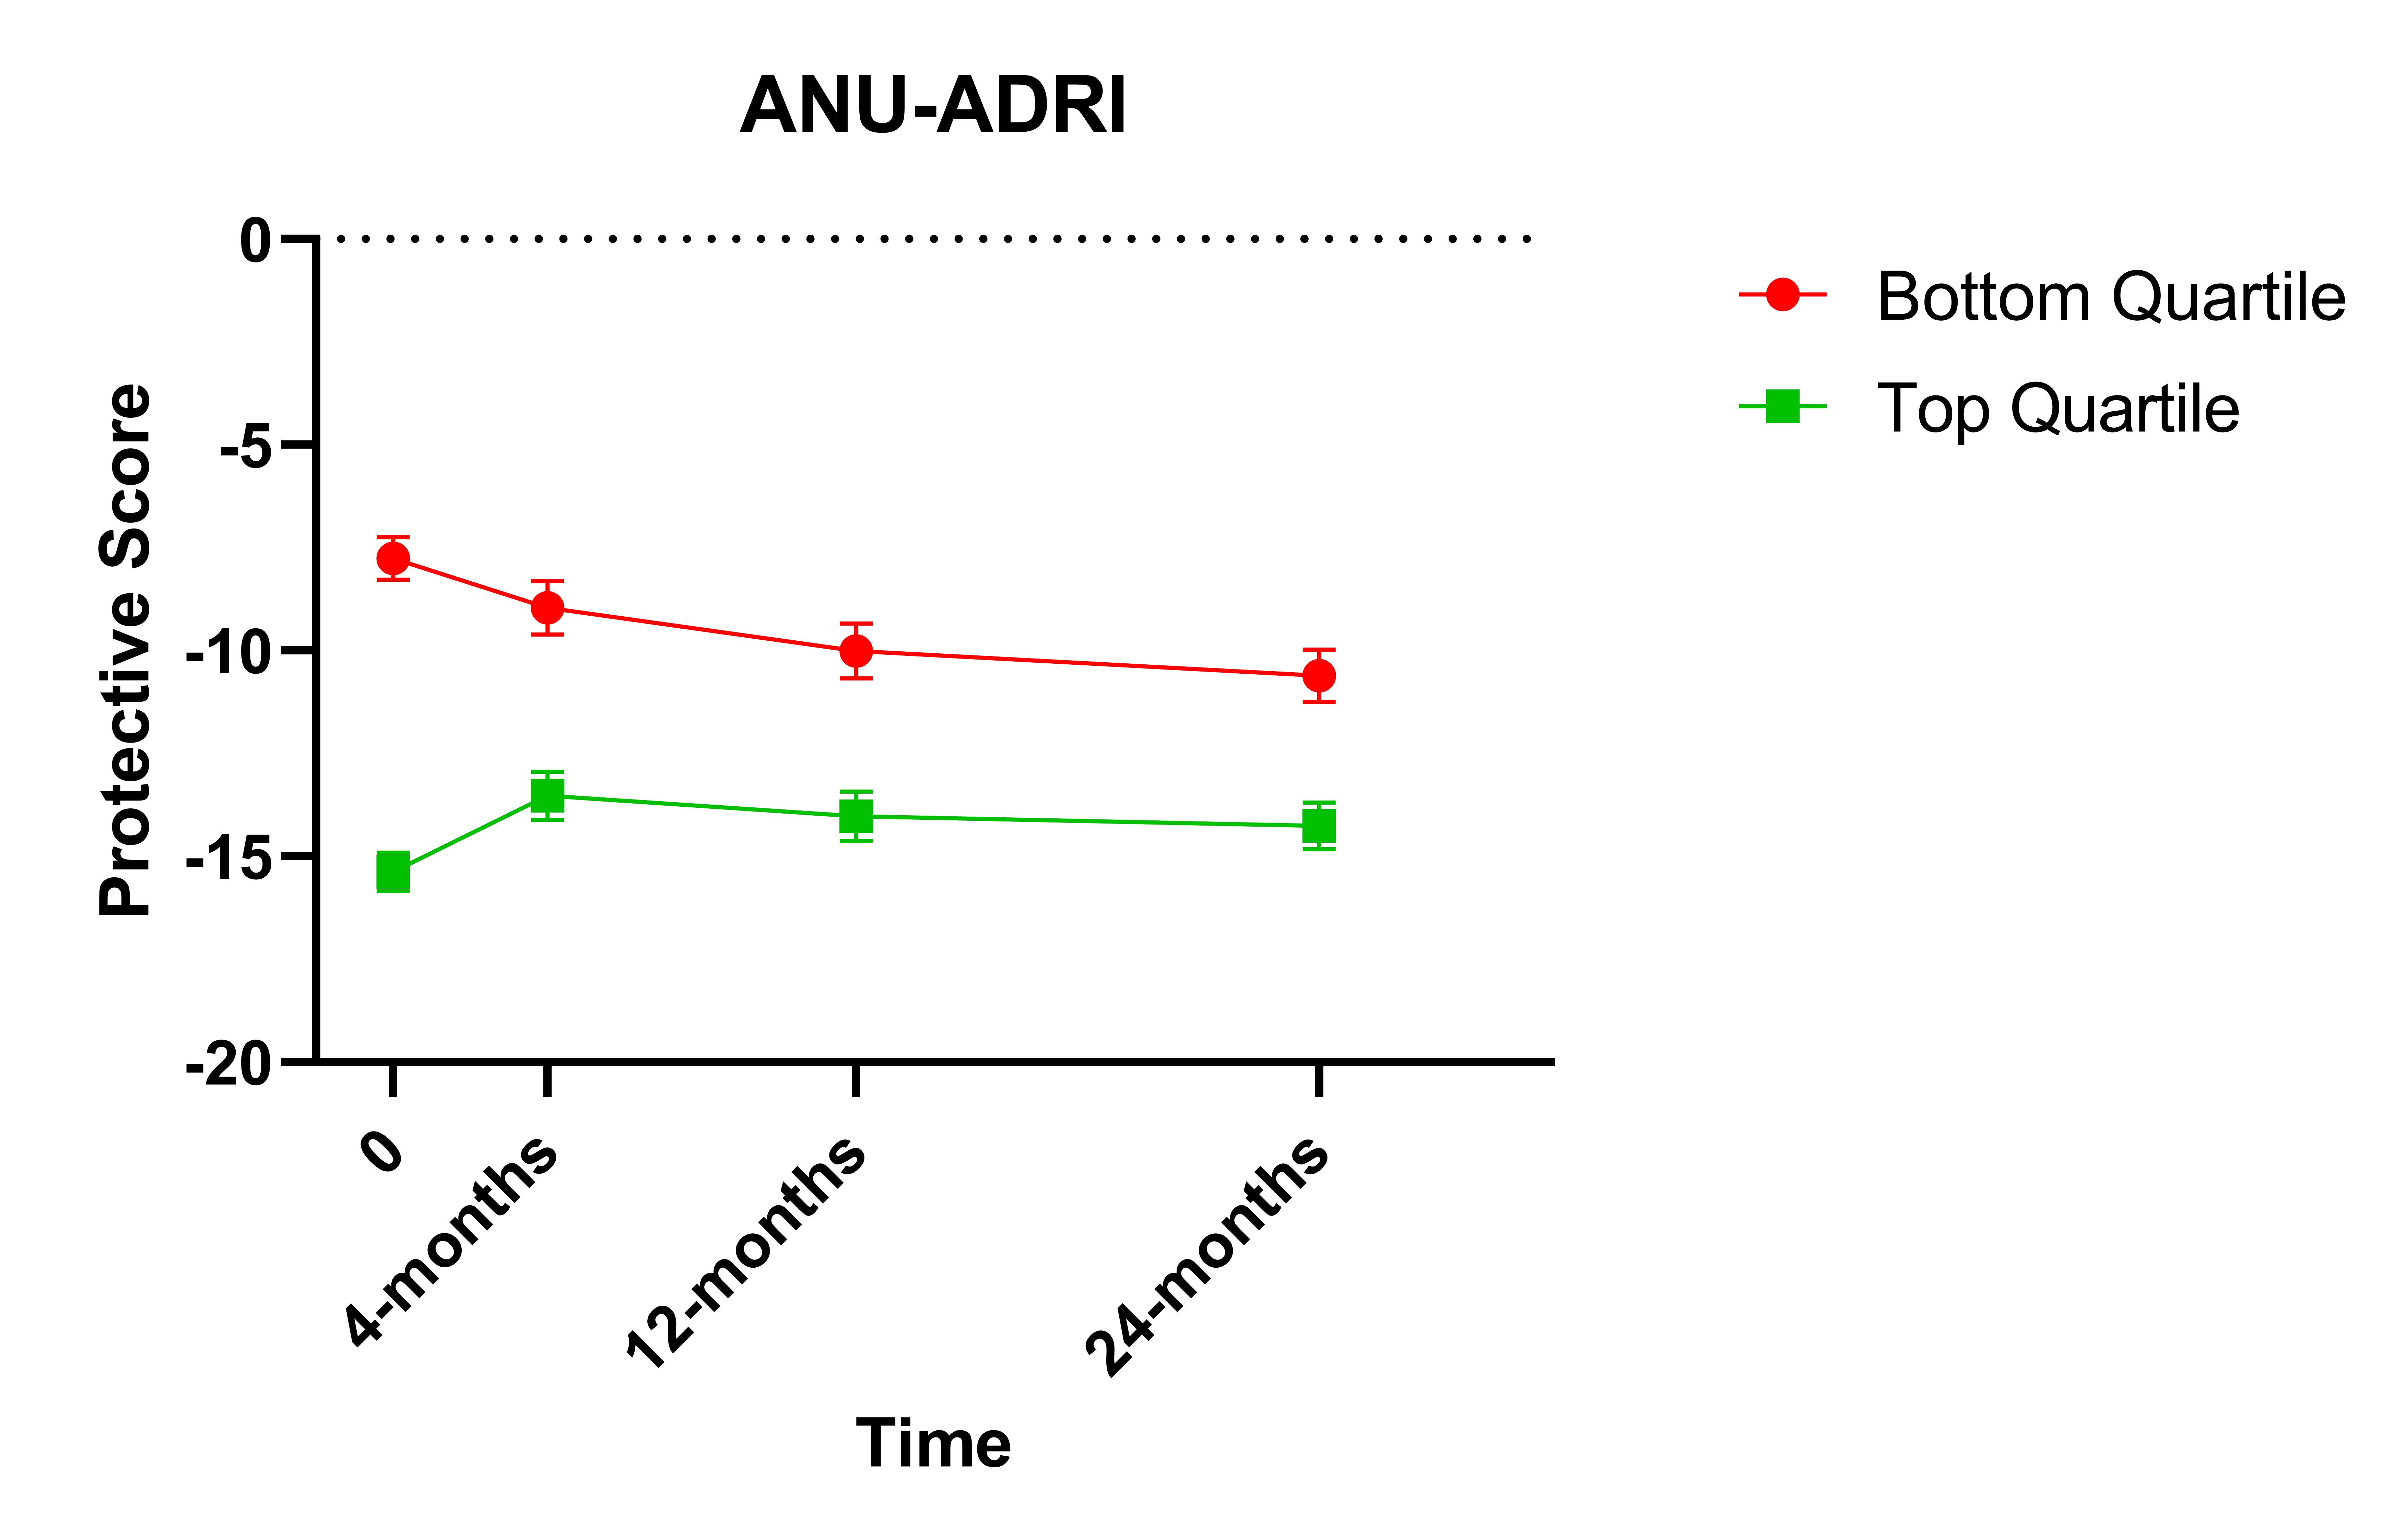 ANU-ADRI
Protective Score
0
-5
-10
-15
-20
0
4-months
12-months
24-months
Time
Bottom Quartile
Top Quartile